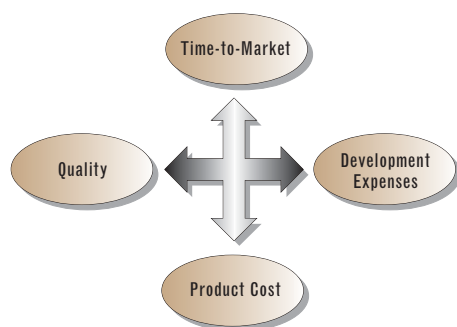 Time-to-Market
Quality
Development
Expenses
Product Cost